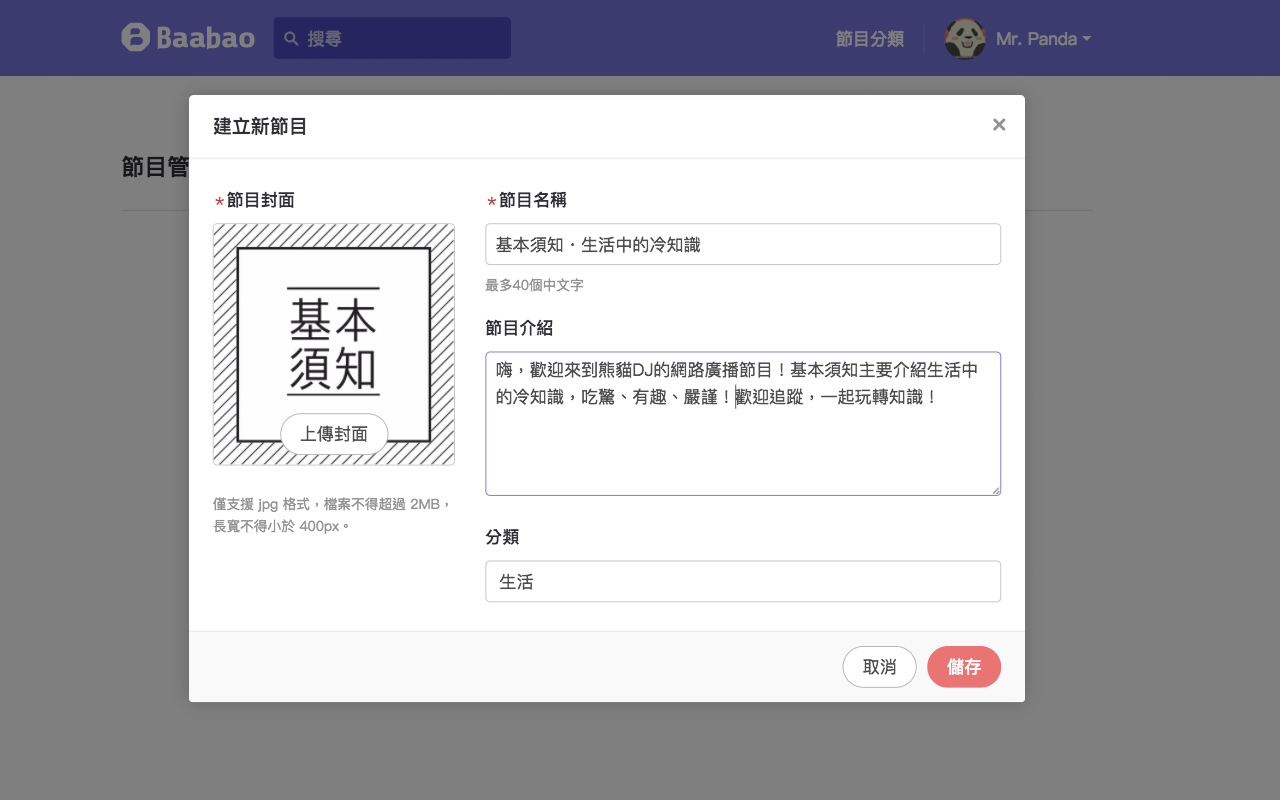 Baabao
搜尋
節目分類
Mr. Panda
建立新節目
×
節目管
*節目封面
基本
須知
上傳封面
僅支援 jpg 格式，檔案不得超過 2MB，
長寬不得小於 400px。
*節目名稱
基本須知．生活中的冷知識
最多40個中文字
節目介紹
嗨，歡迎來到熊貓DJ的網路廣播節目！基本須知主要介紹生活中
的冷知識，吃驚、有趣、嚴謹！歡迎追蹤，一起玩轉知識！
分類
生活
取消
儲存